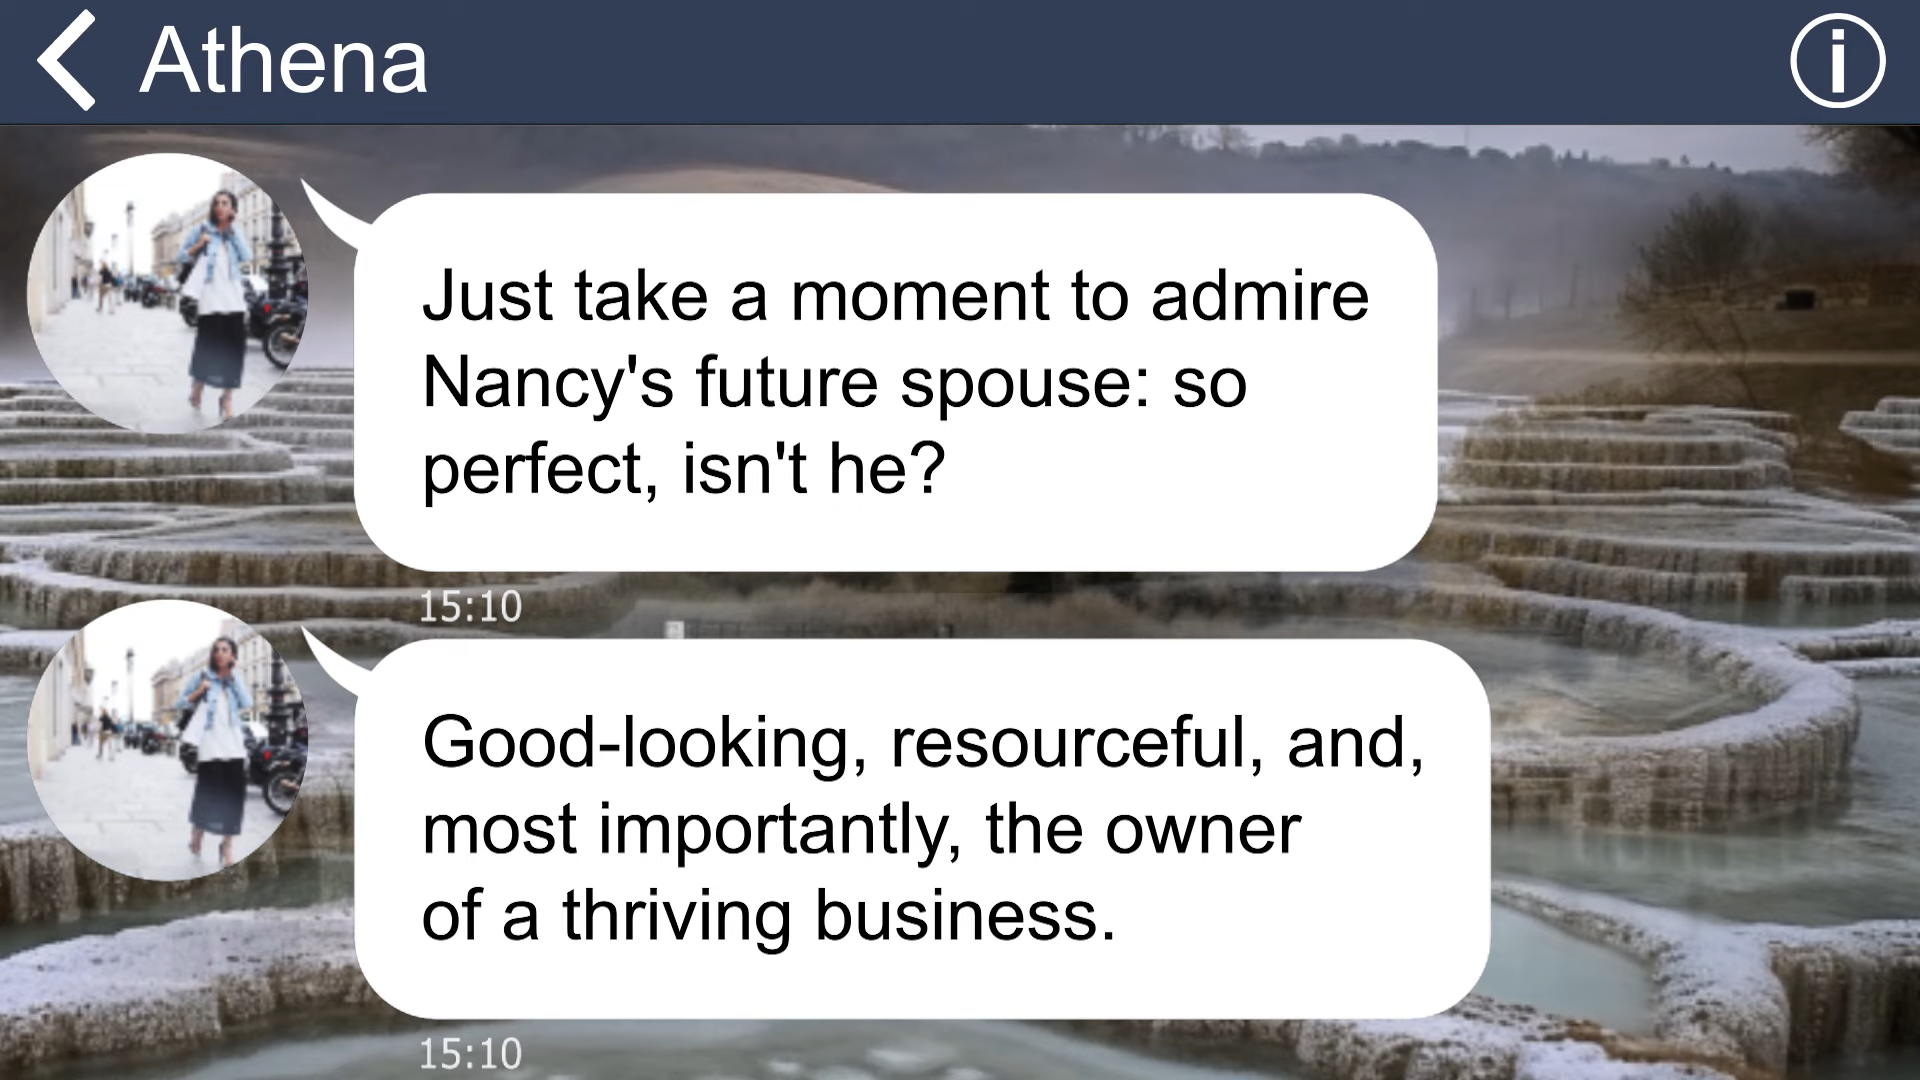 Athena
Just take a moment to admire
Nancy's future spouse: so
perfect, isn't he?
15:10
Good-looking, resourceful, and,
most importantly, the owner
of a thriving business.
15:10